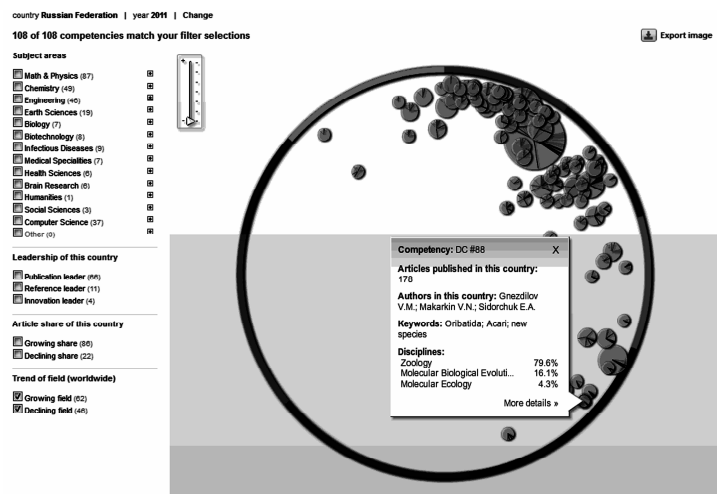 country Russian Federation | year 2011 | Change
108 of 108 competencies match your filter selections
Export image
Subject areas
Math & Physics (87)
Chemistry (49)
Engineering (46)
Earth Sciences (19)
Biology (7)
Biotechnology (8)
Infectious Diseases (9)
Medical Specialities (7)
Health Sciences (6)
Brain Research (6)
Humanities (1)
Social Sciences (3)
Computer Science (37)
Other (0)
Leadership of this country
Publication leader (66)
Reference leader (11)
Innovation leader (4)
Article share of this country
Growing share (86)
Declining share (22)
Trend of field (worldwide)
Growing field (62)
Declining field (46)
Competency: DC #88 X
Articles published in this country:
178
Authors in this country: Gnezdilov
V.M.; Makarkin V.N.; Sidorchuk E.A.
Keywords: Oribatida; Acari; new
species
Disciplines:
Zoology 79.6%
Molecular Biological Evoluti... 16.1%
Molecular Ecology 4.3%
More details »